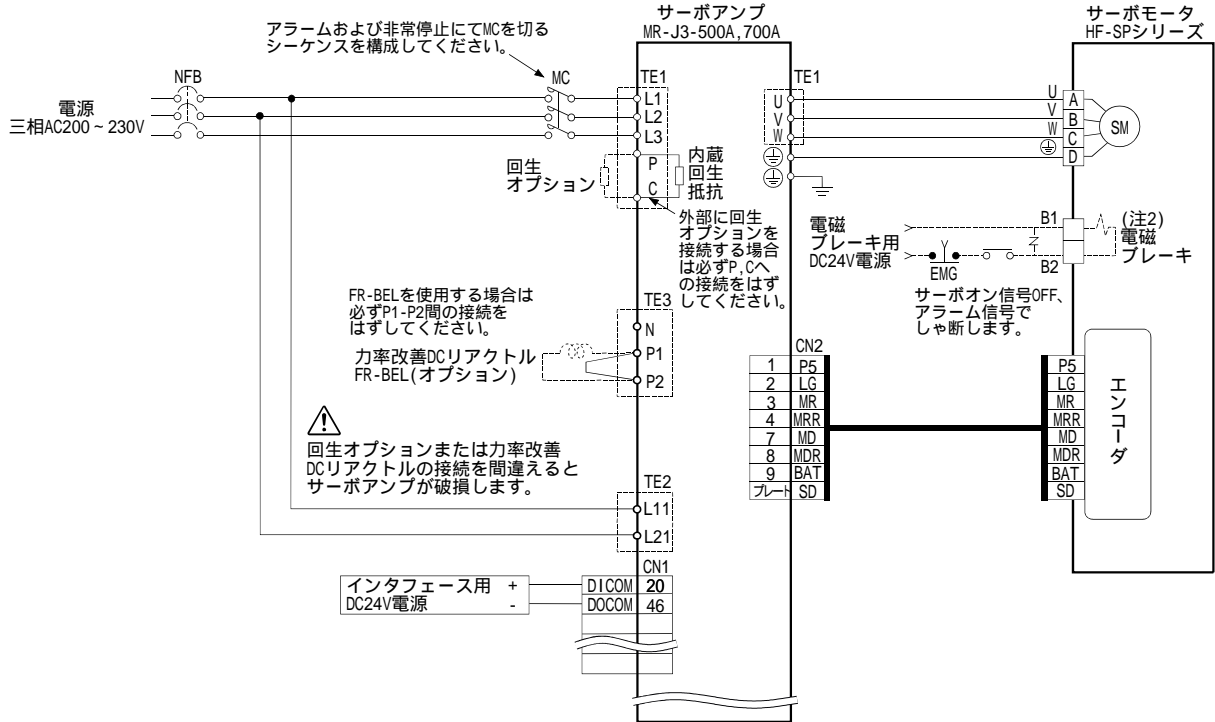 サーボアンプ
MR-J3-500A,700A
サーボモータ
HF-SPシリーズ
アラームおよび非常停止にてMCを切る
シーケンスを構成してください。
NFB
MC
TE1
TE1
電源
三相AC200～230V
L1
L2
L3
P
C
回生
オプション
内蔵
回生
抵抗
U
V
W
U
V
W
A
B
C
D
SM
外部に回生
オプションを
接続する場合
は必ずP,Cへ
の接続をはず
してください。
電磁
ブレーキ用
DC24V電源
EMG
B1
B2
(注2)
電磁
ブレーキ
サーボオン信号OFF、
アラーム信号で
しゃ断します。
FR-BELを使用する場合は
必ずP1-P2間の接続を
はずしてください。
TE3
N
P1
P2
力率改善DCリアクトル
FR-BEL(オプション)
CN2
1 P5
2 LG
3 MR
4 MRR
7 MD
8 MDR
9 BAT
プレート SD
P5
LG
MR
MRR
MD
MDR
BAT
SD
エンコーダ
回生オプションまたは力率改善
DCリアクトルの接続を間違えると
サーボアンプが破損します。
TE2
L11
L21
CN1
インタフェース用 +
DC24V電源 -
DICOM 20
DOCOM 46